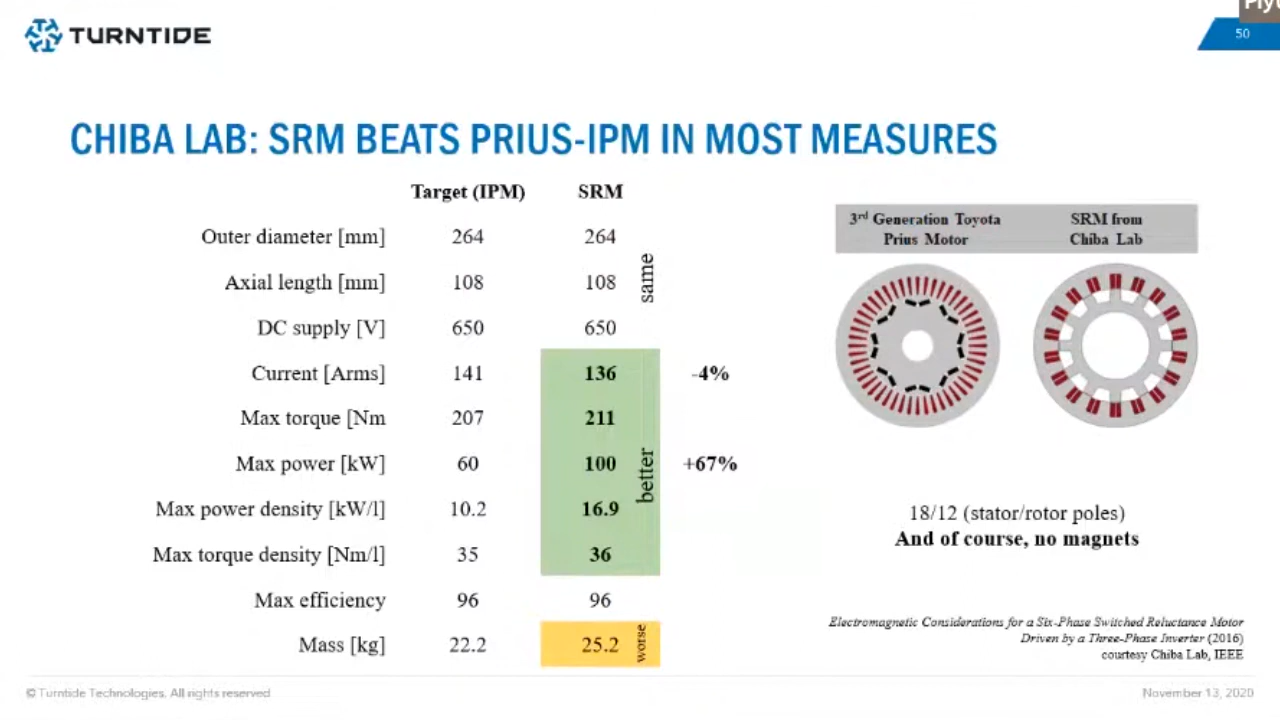 TURNTIDE
50
CHIBA LAB: SRM BEATS PRIUS-IPM IN MOST MEASURES
Target (IPM) SRM
Outer diameter [mm] 264 264
Axial length [mm] 108 108
same
DC supply [V] 650 650
Current [Arms] 141 136 -4%
Max torque [Nm 207 211
Max power [kW] 60 100 +67%
better
Max power density [kW/l] 10.2 16.9
Max torque density [Nm/l] 35 36
Max efficiency 96 96
Mass [kg] 22.2 25.2 worse
3rd Generation Toyota Prius Motor
SRM from Chiba Lab
18/12 (stator/rotor poles)
And of course, no magnets
Electromagnetic Considerations for a Six-Phase Switched Reluctance Motor
Driven by a Three-Phase Inverter (2016)
courtesy Chiba Lab, IEEE
© Turntide Technologies. All rights reserved
November 13, 2020